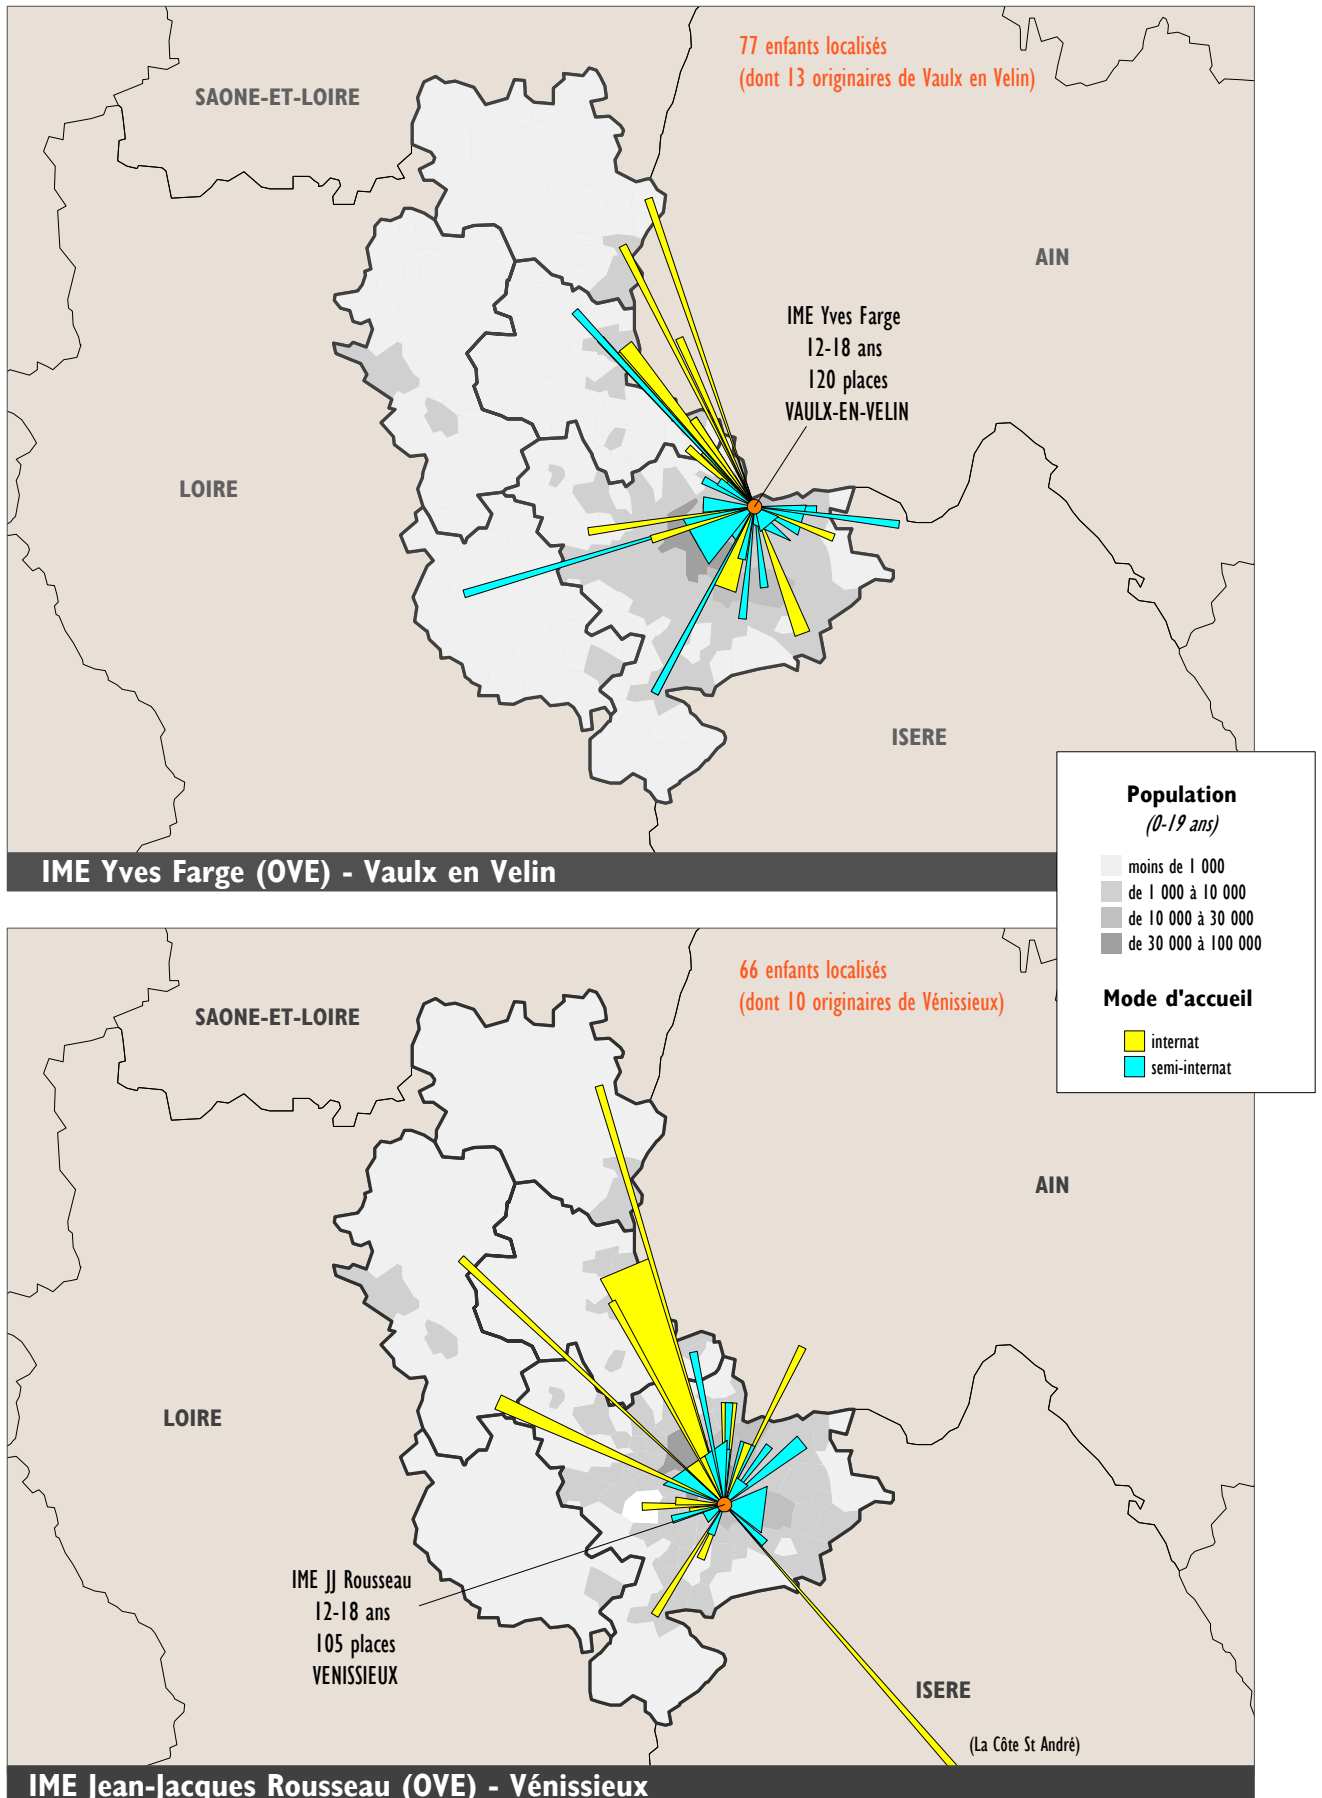 77 enfants localisés
(dont 13 originaires de Vaulx en Velin)
SAONE-ET-LOIRE
AIN
IME Yves Farge
12-18 ans
120 places
VAULX-EN-VELIN
LOIRE
ISERE
IME Yves Farge (OVE) - Vaulx en Velin
Population
(0-19 ans)
moins de 1 000
de 1 000 à 10 000
de 10 000 à 30 000
de 30 000 à 100 000
Mode d'accueil
internat
semi-internat
66 enfants localisés
(dont 10 originaires de Vénissieux)
SAONE-ET-LOIRE
AIN
LOIRE
IME JJ Rousseau
12-18 ans
105 places
VENISSIEUX
ISERE
(La Côte St André)
IME Jean-Jacques Rousseau (OVE) - Vénissieux